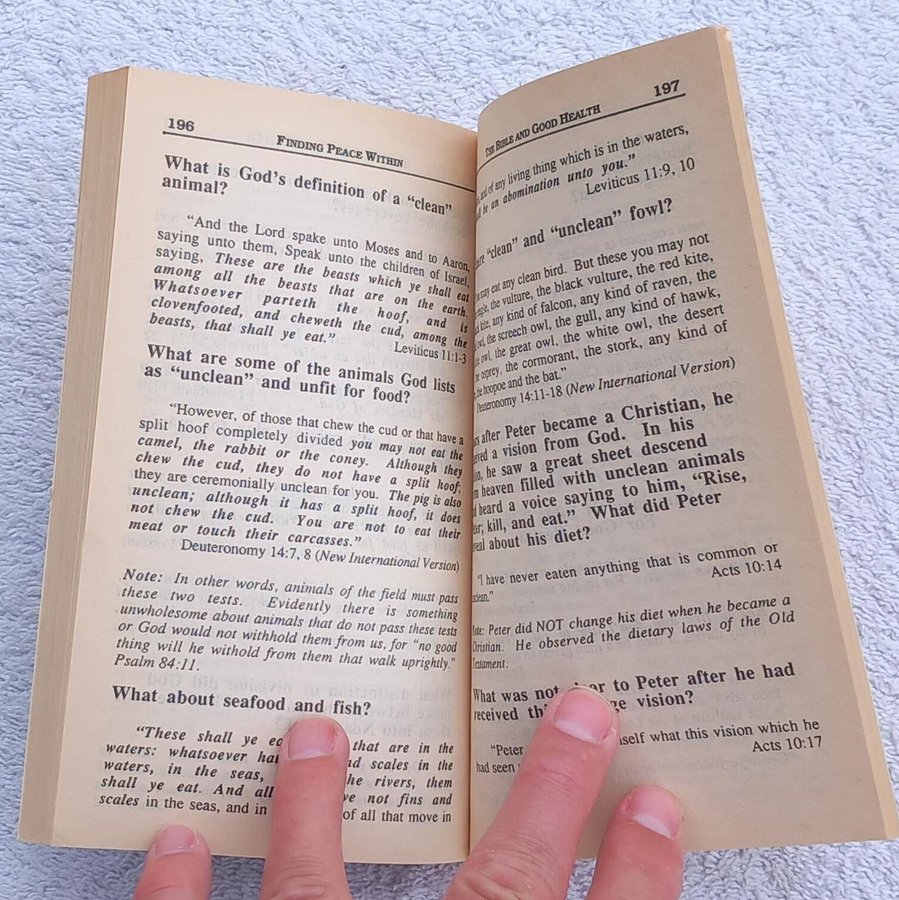 196
FINDING PEACE WITHIN
What is God's definition of a "clean"
animal?
"And the Lord spake unto Moses and to Aaron,
saying unto them, Speak unto the children of Israel,
saying, These are the beasts which ye shall eat
among all the beasts that are on the earth.
Whatsoever parteth the hoof, and is
clovenfooted, and cheweth the cud, among the
beasts, that shall ye eat."
Leviticus 11:1-3
What are some of the animals God lists
as "unclean" and unfit for food?
"However, of those that chew the cud or that have a
split hoof completely divided you may not eat the
camel, the rabbit or the coney. Although they
chew the cud, they do not have a split hoof;
they are ceremonially unclean for you. The pig is also
unclean; although it has a split hoof, it does
not chew the cud. You are not to eat their
meat or touch their carcasses."
Deuteronomy 14:7, 8 (New International Version)
Note: In other words, animals of the field must pass
these two tests. Evidently there is something
unwholesome about animals that do not pass these tests
or God would not withhold them from us, for "no good
thing will he withold from them that walk uprightly."
Psalm 84:11.
What about seafood and fish?
"These shall ye that are in the
waters: whatsoever and scales in the
waters, in the seas, the rivers, them
shall ye eat. And all not fins and
scales in the seas, and in of all that move in
197
THE BIBLE AND GOOD HEALTH
and of any living thing which is in the waters,
be an abomination unto you."
Leviticus 11:9, 10
"clean" and "unclean" fowl?
may eat any clean bird. But these you may not
the vulture, the black vulture, the red kite,
kite, any kind of falcon, any kind of raven, the
owl, the screech owl, the gull, any kind of hawk,
owl, the great owl, the white owl, the desert
osprey, the cormorant, the stork, any kind of
the hoopoe and the bat."
Deuteronomy 14:11-18 (New International Version)
after Peter became a Christian, he
a vision from God. In his
he saw a great sheet descend
heaven filled with unclean animals
heard a voice saying to him, "Rise,
kill, and eat." What did Peter
about his diet?
"I have never eaten anything that is common or
Acts 10:14
Note: Peter did NOT change his diet when he became a
Christian. He observed the dietary laws of the Old
Testament.
What was not to Peter after he had
received vision?
"Peter what this vision which he
had seen
Acts 10:17